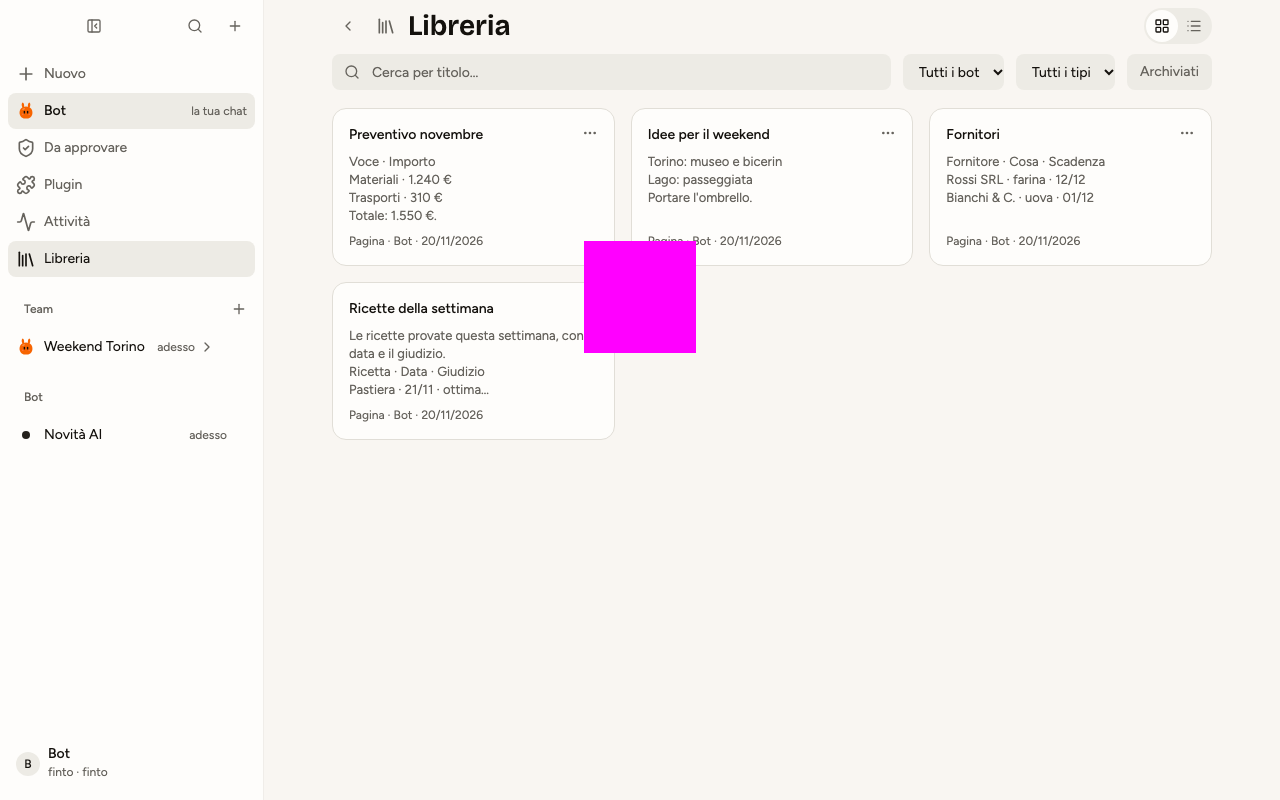 Nuovo
Bot la tua chat
Da approvare
Plugin
Attività
Libreria
Team
Weekend Torino adesso
Bot
Novità AI adesso
B
Bot
finto · finto
Libreria
Cerca per titolo...
Tutti i bot
Tutti i tipi
Archiviati
Preventivo novembre
Voce · Importo
Materiali · 1.240 €
Trasporti · 310 €
Totale: 1.550 €.
Pagina · Bot · 20/11/2026
Idee per il weekend
Torino: museo e bicerin
Lago: passeggiata
Portare l'ombrello.
Pagina · Bot · 20/11/2026
Fornitori
Fornitore · Cosa · Scadenza
Rossi SRL · farina · 12/12
Bianchi & C. · uova · 01/12
Pagina · Bot · 20/11/2026
Ricette della settimana
Le ricette provate questa settimana, con
data e il giudizio.
Ricetta · Data · Giudizio
Pastiera · 21/11 · ottima...
Pagina · Bot · 20/11/2026